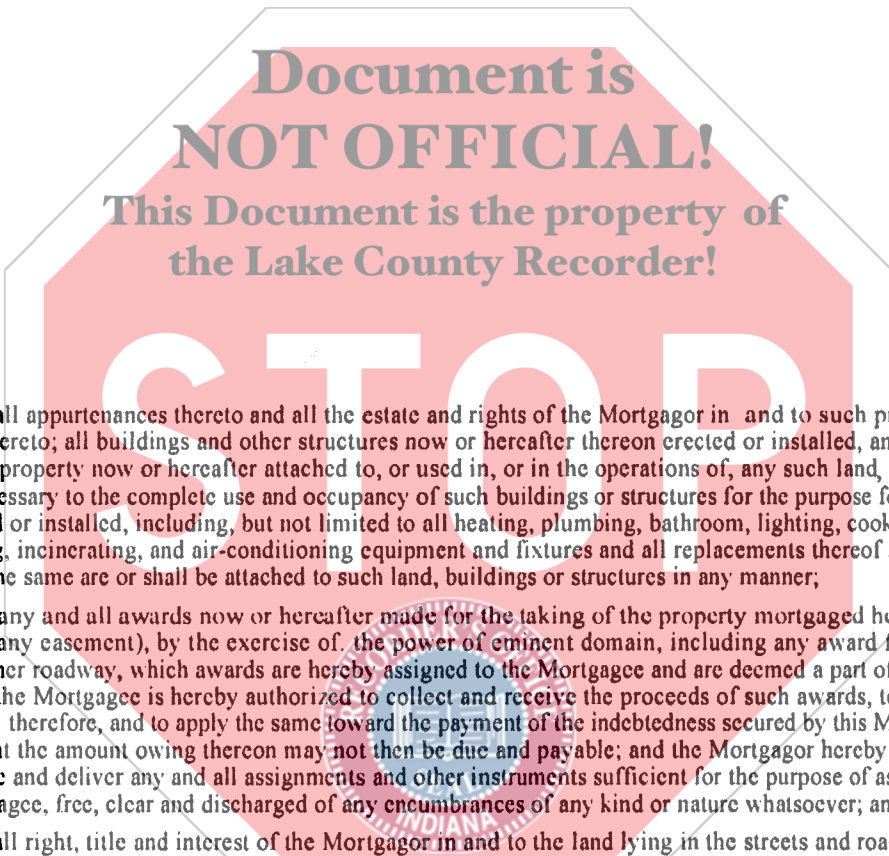 Document is
NOT OFFICIAL!
This Document is the property of
the Lake County Recorder!
STOP
all appurtenances thereto and all the estate and rights of the Mortgagor in and to such pr
ereto; all buildings and other structures now or hereafter thereon erected or installed, an
property now or hereafter attached to, or used in, or in the operations of, any such land,
essary to the complete use and occupancy of such buildings or structures for the purpose fo
d or installed, including, but not limited to all heating, plumbing, bathroom, lighting, cook
g, incinerating, and air-conditioning equipment and fixtures and all replacements thereof
he same are or shall be attached to such land, buildings or structures in any manner;
any and all awards now or hereafter made for the taking of the property mortgaged he
any easement), by the exercise of the power of eminent domain, including any award f
her roadway, which awards are hereby assigned to the Mortgagee and are deemed a part of
the Mortgagee is hereby authorized to collect and receive the proceeds of such awards, to
therefore, and to apply the same toward the payment of the indebtedness secured by this M
nt the amount owing thereon may not then be due and payable; and the Mortgagor hereby
e and deliver any and all assignments and other instruments sufficient for the purpose of as
agee, free, clear and discharged of any encumbrances of any kind or nature whatsoever; an
INDIANA
all right, title and interest of the Mortgagor in and to the land lying in the streets and roa